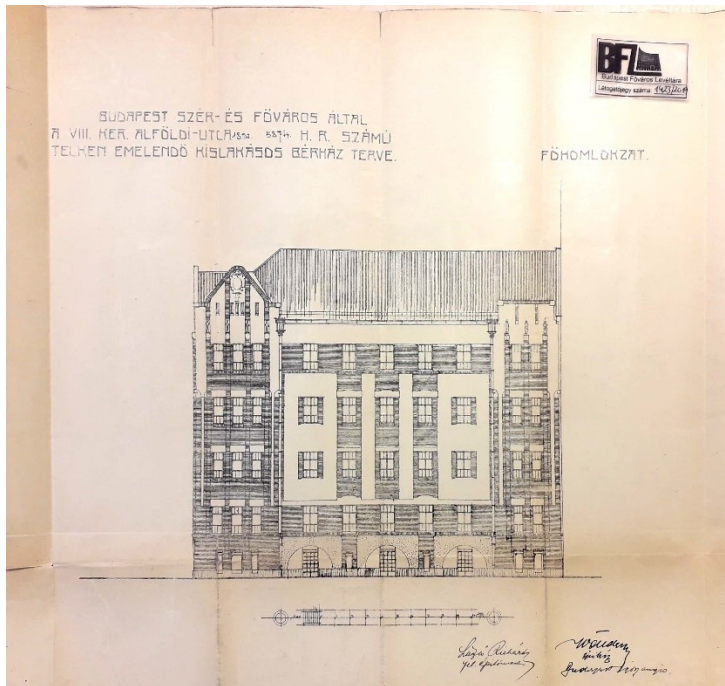 BFL
Budapest Főváros Levéltára
Látogatójegy száma:
BUDAPEST SZÉK- ÉS FŐVÁROS ÁLTAL
A VIII. KER. ALFÖLDI-UTCA H. R. SZÁMÚ
TELKEN EMELENDŐ KISLAKÁSOS BÉRHÁZ TERVE.
FŐHOMLOKZAT.